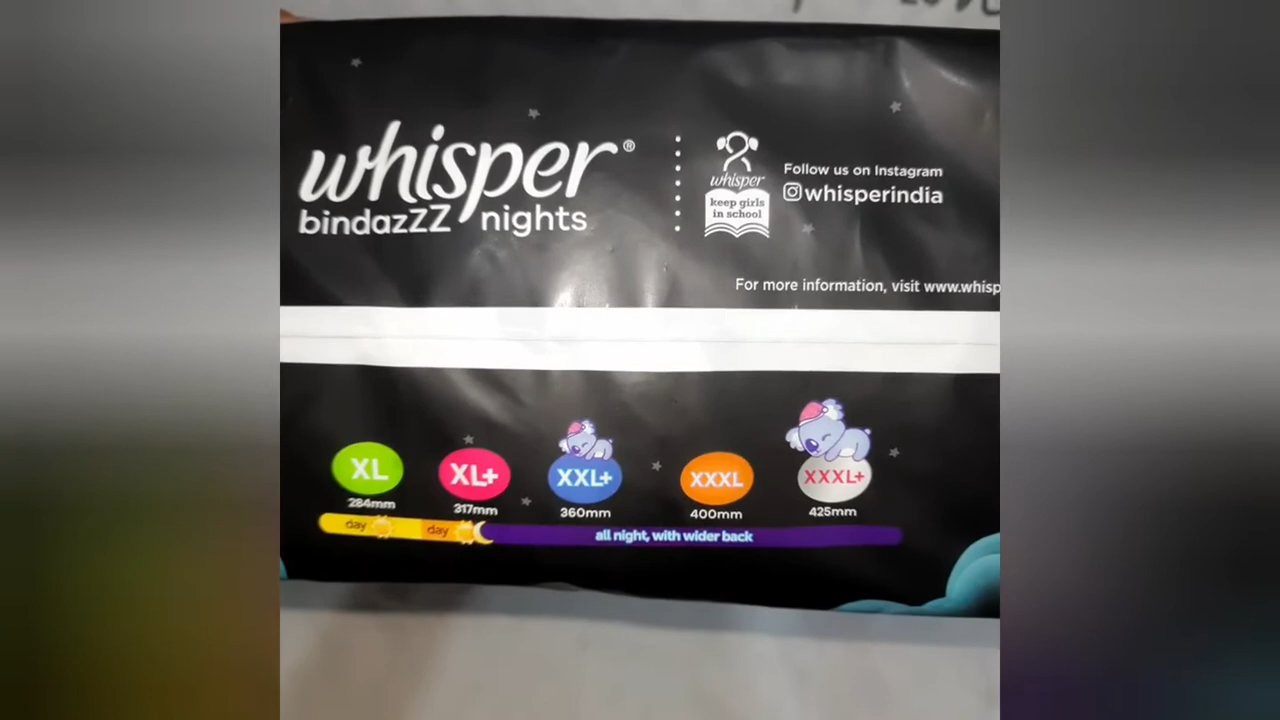 whisper®
bindazZZ nights
whisper
keep girls
in school
Follow us on Instagram
whisperindia
For more information, visit www.whisp
XL
XL+
XXL+
XXXL
XXXL+
284mm
317mm
360mm
400mm
425mm
day
day
all night, with wider back